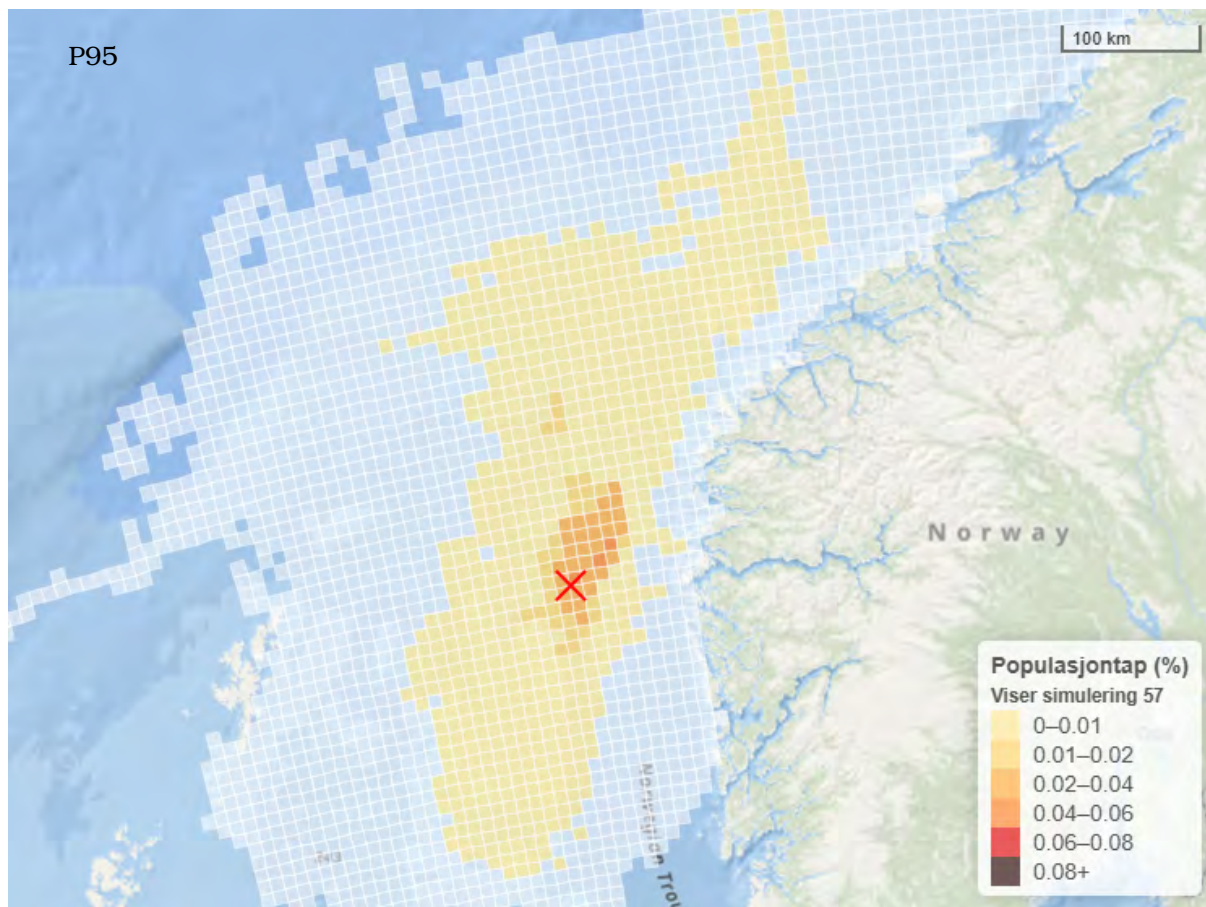 P95
100 km
Norway
Norwegian Trou
Populasjontap (%)
Viser simulering 57
0–0.01
0.01–0.02
0.02–0.04
0.04–0.06
0.06–0.08
0.08+